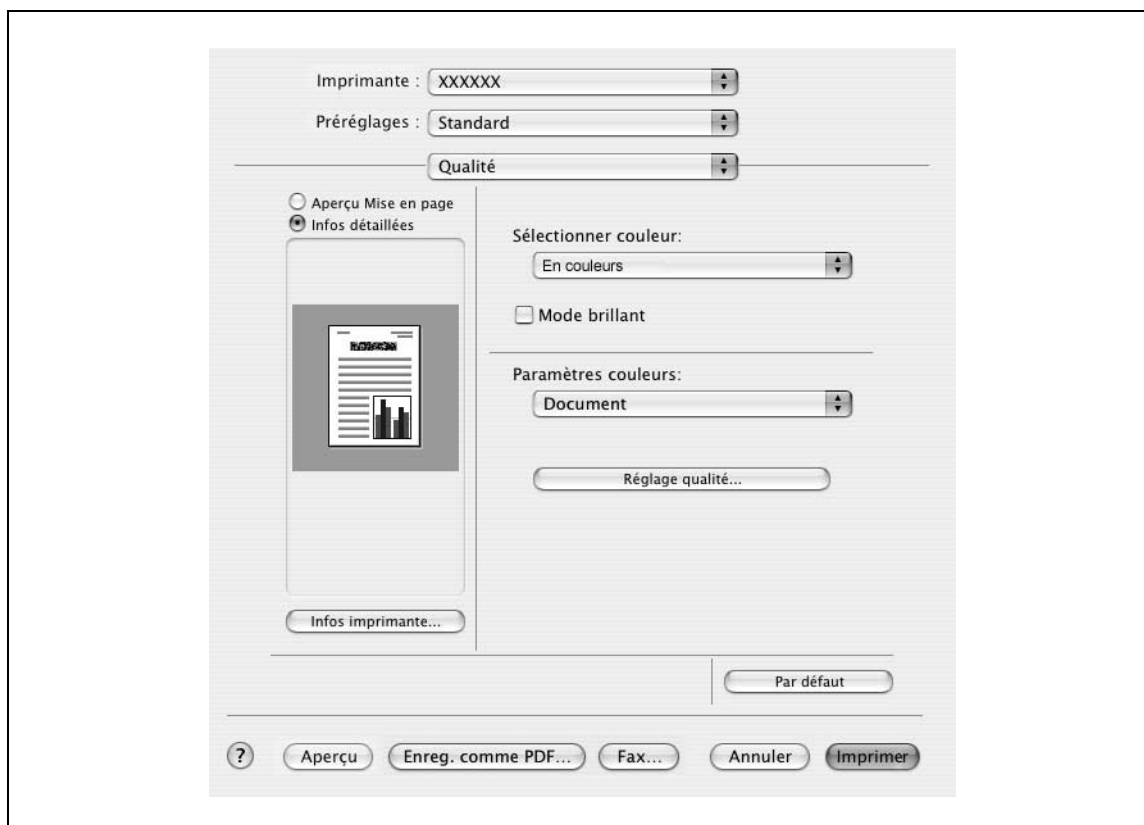 Imprimante : XXXXXX
Préréglages : Standard
Qualité
Aperçu Mise en page
Infos détaillées
Sélectionner couleur:
En couleurs
Mode brillant
Paramètres couleurs:
Document
Réglage qualité...
Infos imprimante...
Par défaut
? Aperçu Enreg. comme PDF... Fax... Annuler Imprimer